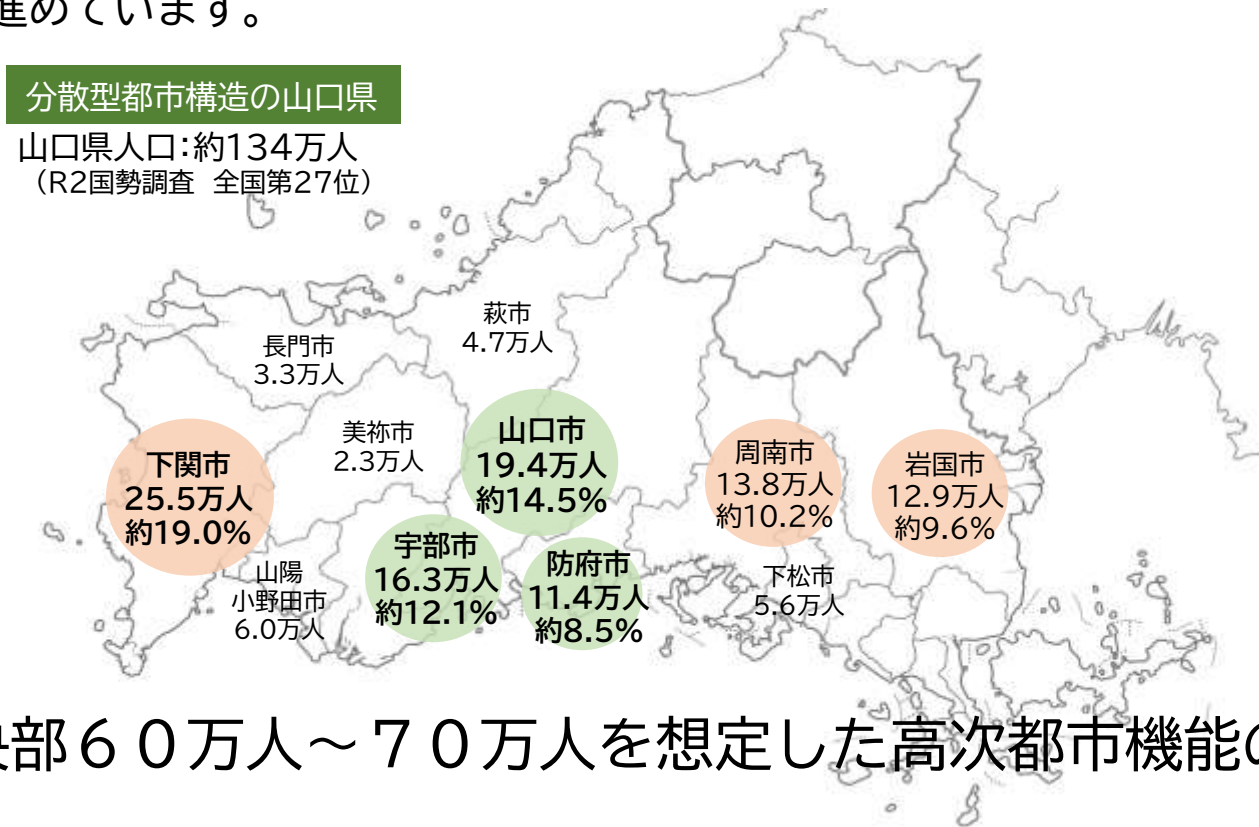 進めています。
分散型都市構造の山口県
山口県人口：約134万人
（R2国勢調査　全国第27位）
萩市
4.7万人
長門市
3.3万人
美祢市
2.3万人
山口市
19.4万人
約14.5%
下関市
25.5万人
約19.0%
周南市
13.8万人
約10.2%
岩国市
12.9万人
約9.6%
宇部市
16.3万人
約12.1%
防府市
11.4万人
約8.5%
山陽
小野田市
6.0万人
下松市
5.6万人
部６０万人～７０万人を想定した高次都市機能の